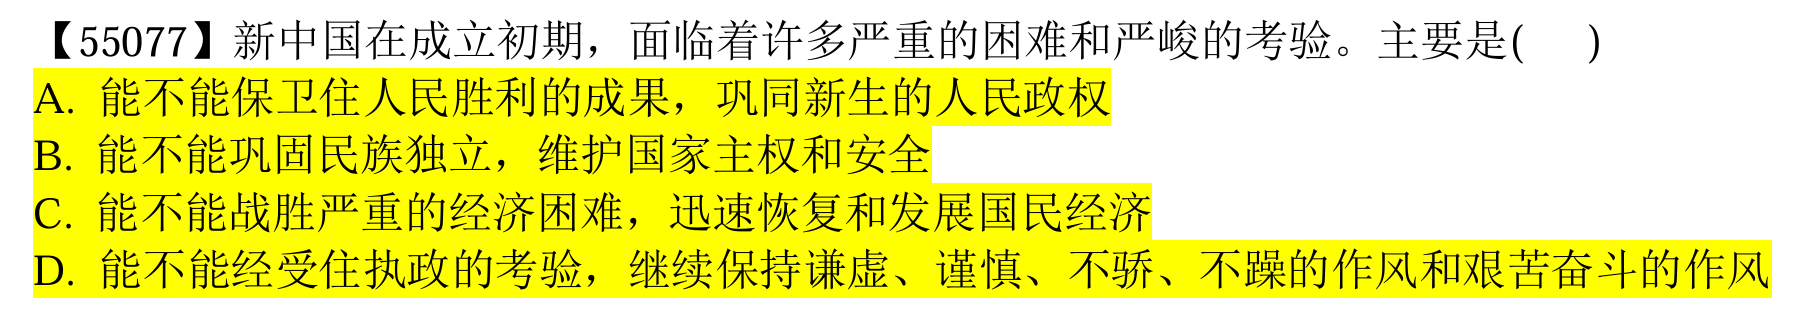 【55077】新中国在成立初期，面临着许多严重的困难和严峻的考验。主要是(    )
A. 能不能保卫住人民胜利的成果，巩同新生的人民政权
B. 能不能巩固民族独立，维护国家主权和安全
C. 能不能战胜严重的经济困难，迅速恢复和发展国民经济
D. 能不能经受住执政的考验，继续保持谦虚、谨慎、不骄、不躁的作风和艰苦奋斗的作风